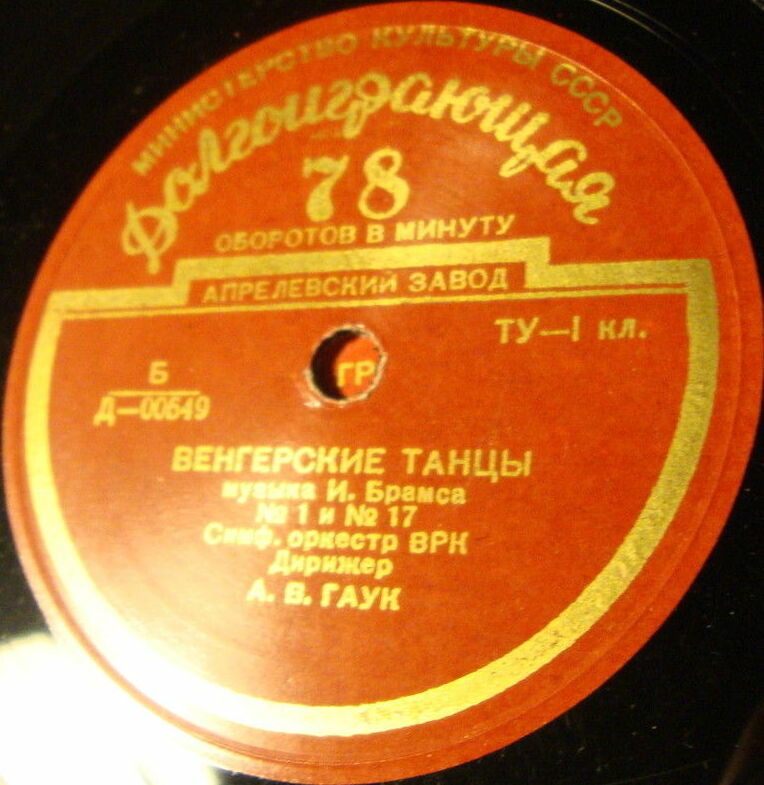 МИНИСТЕРСТВО КУЛЬТУРЫ СССР
Долгоиграющая
78
ОБОРОТОВ В МИНУТУ
АПРЕЛЕВСКИЙ ЗАВОД
ТУ—I кл.
Б
ГР
Д—00649
ВЕНГЕРСКИЕ ТАНЦЫ
музыка И. Брамса
№ 1 и № 17
Симф. оркестр ВРК
Дирижер
А. В. ГАУК